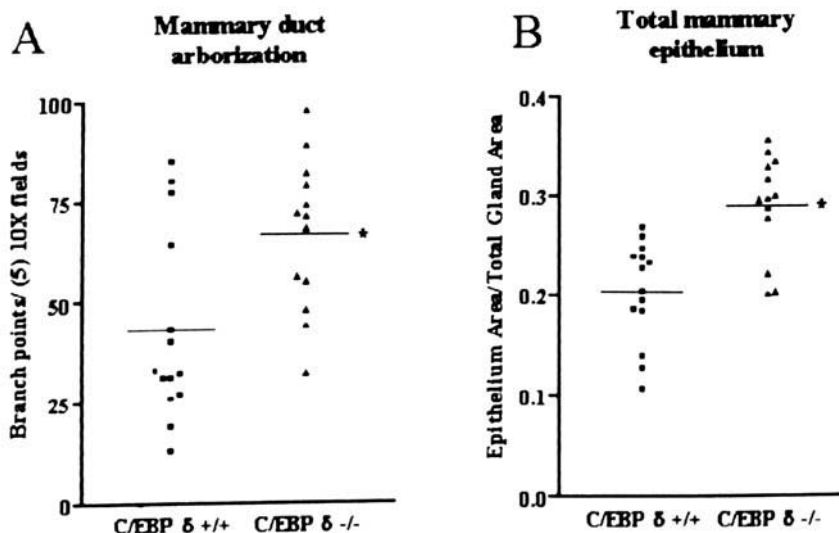 A
Mammary duct
arborization
Branch points/ (5) 10X fields
100
75
50
25
0
*
C/EBP δ +/+
C/EBP δ -/-
B
Total mammary
epithelium
Epithelium Area/Total Gland Area
0.4
0.3
0.2
0.1
0.0
*
C/EBP δ +/+
C/EBP δ -/-